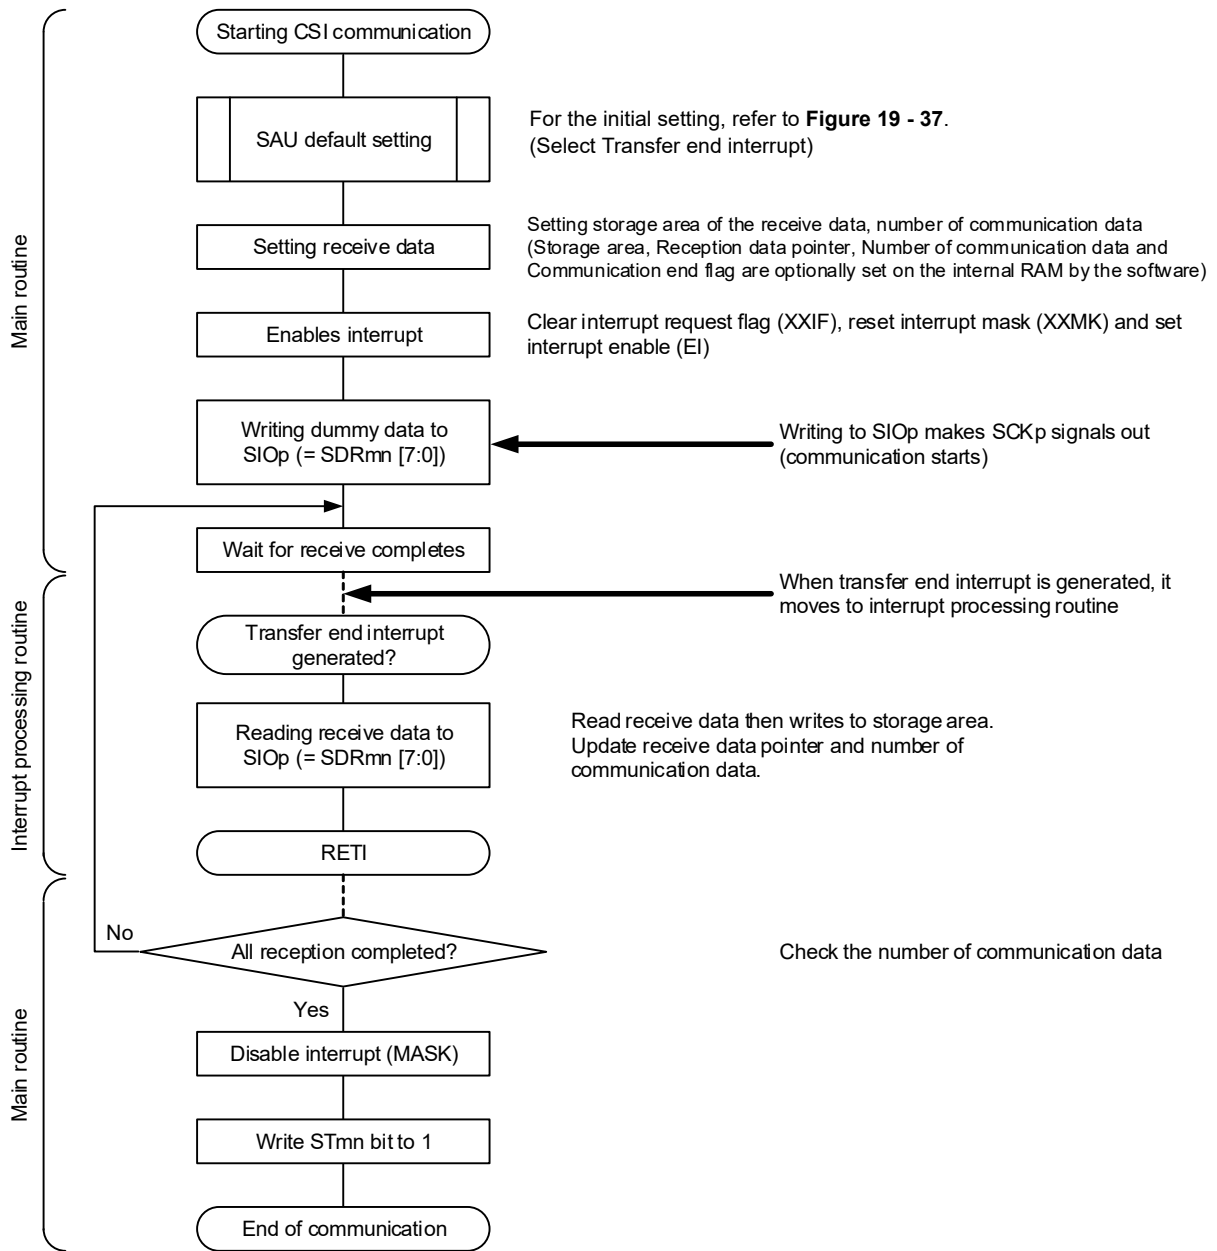 Starting CSI communication
SAU default setting
For the initial setting, refer to Figure 19 - 37.
(Select Transfer end interrupt)
Main routine
Setting receive data
Setting storage area of the receive data, number of communication data
(Storage area, Reception data pointer, Number of communication data and
Communication end flag are optionally set on the internal RAM by the software)
Enables interrupt
Clear interrupt request flag (XXIF), reset interrupt mask (XXMK) and set
interrupt enable (EI)
Writing dummy data to
SIOp (= SDRmn [7:0])
Writing to SIOp makes SCKp signals out
(communication starts)
Wait for receive completes
When transfer end interrupt is generated, it
moves to interrupt processing routine
Interrupt processing routine
Transfer end interrupt
generated?
Reading receive data to
SIOp (= SDRmn [7:0])
Read receive data then writes to storage area.
Update receive data pointer and number of
communication data.
RETI
No
All reception completed?
Check the number of communication data
Yes
Main routine
Disable interrupt (MASK)
Write STmn bit to 1
End of communication